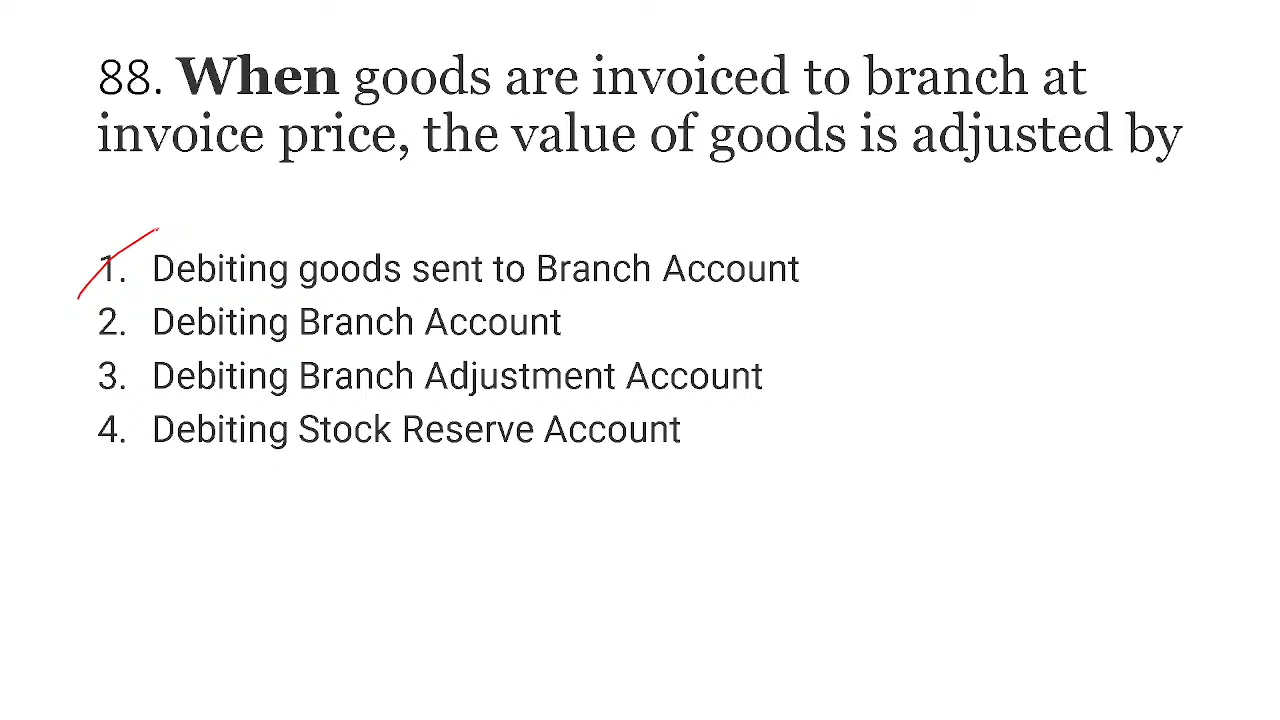 88. When goods are invoiced to branch at
invoice price, the value of goods is adjusted by
1. Debiting goods sent to Branch Account
2. Debiting Branch Account
3. Debiting Branch Adjustment Account
4. Debiting Stock Reserve Account